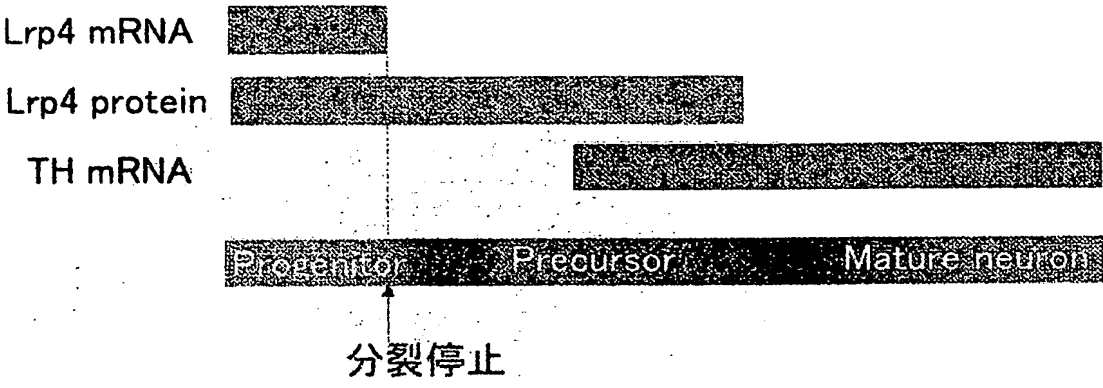 Lrp4 mRNA
Lrp4 protein
TH mRNA
Progenitor Precursor Mature neuron
分裂停止